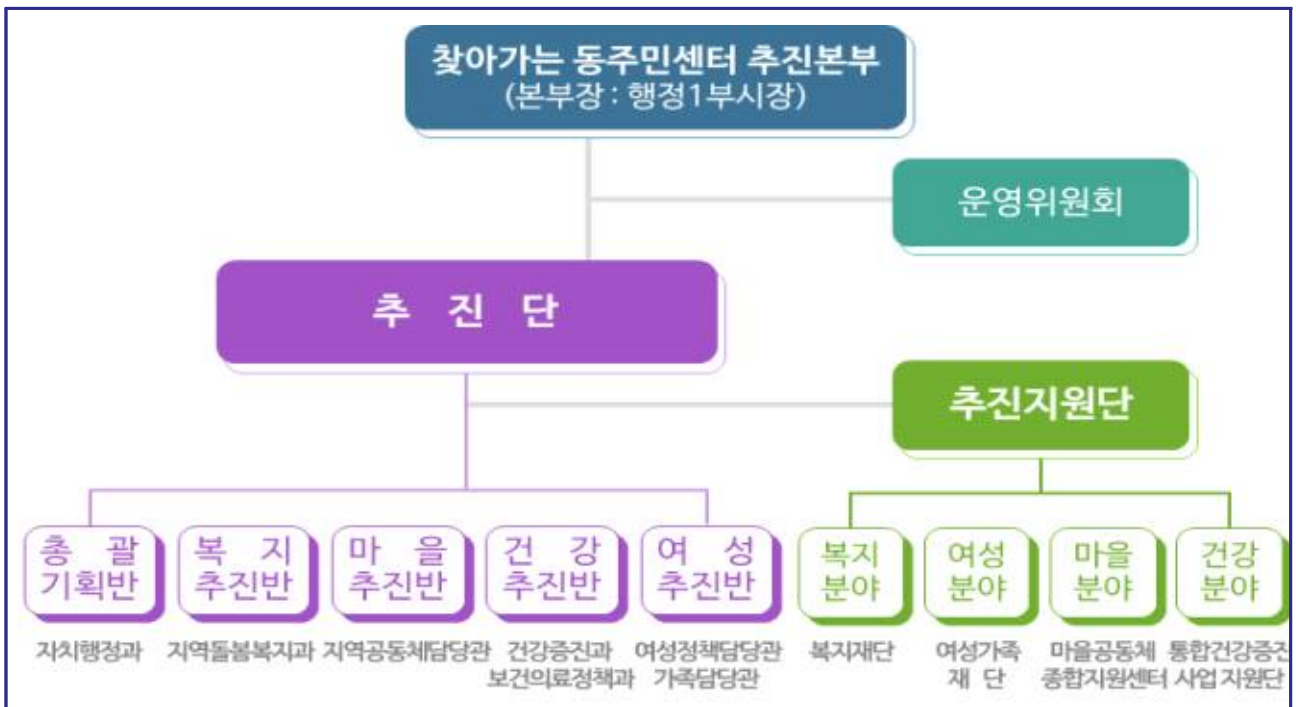 찾아가는 동주민센터 추진본부
(본부장 : 행정1부시장)
운영위원회
추 진 단
추진지원단
총 괄
기획반
복 지
추진반
마 을
추진반
건 강
추진반
여 성
추진반
복지
분야
여성
분야
마을
분야
건강
분야
자치행정과
지역돌봄복지과
지역공동체담당관
건강증진과
보건의료정책과
여성정책담당관
가족담당관
복지재단
여성가족
재 단
마을공동체
종합지원센터
통합건강증진
사업 지원단